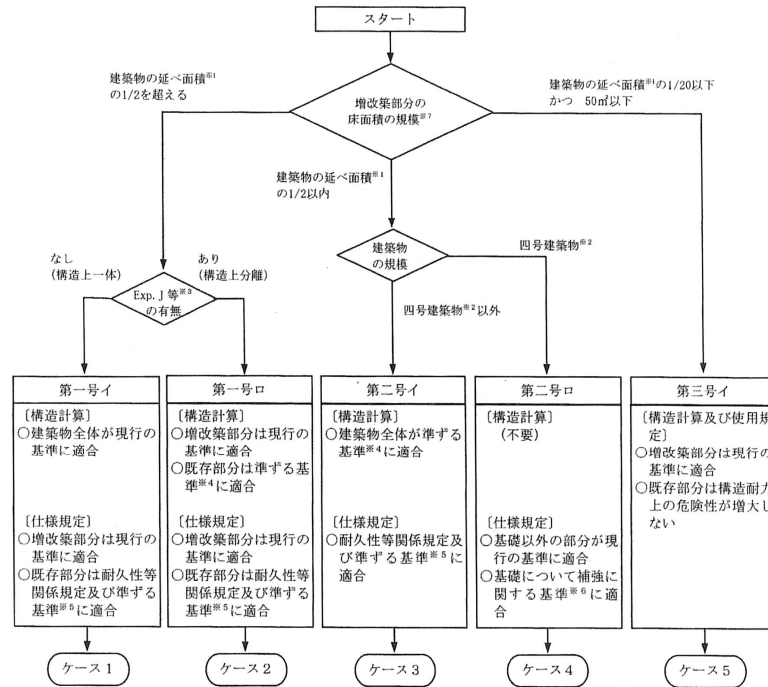 スタート
建築物の延べ面積※1
の1/2を超える
増改築部分の
床面積の規模※7
建築物の延べ面積※1の1/20以下
かつ 50㎡以下
建築物の延べ面積※1
の1/2以内
建築物
の規模
四号建築物※2
四号建築物※2以外
なし
(構造上一体)
あり
(構造上分離)
Exp. J 等※3
の有無
第一号イ
〔構造計算〕
○建築物全体が現行の
基準に適合
〔仕様規定〕
○増改築部分は現行の
基準に適合
○既存部分は耐久性等
関係規定及び準ずる
基準※5に適合
ケース1
第一号ロ
〔構造計算〕
○増改築部分は現行の
基準に適合
○既存部分は準ずる基
準※4に適合
〔仕様規定〕
○増改築部分は現行の
基準に適合
○既存部分は耐久性等
関係規定及び準ずる
基準※5に適合
ケース2
第二号イ
〔構造計算〕
○建築物全体が準ずる
基準※4に適合
〔仕様規定〕
○耐久性等関係規定及
び準ずる基準※5に適
合
ケース3
第二号ロ
〔構造計算〕
(不要)
〔仕様規定〕
○基礎以外の部分が現
行の基準に適合
○基礎について補強に
関する基準※6に適
合
ケース4
第三号イ
〔構造計算及び使用規
定〕
○増改築部分は現行の
基準に適合
○既存部分は構造耐力
上の危険性が増大し
ない
ケース5